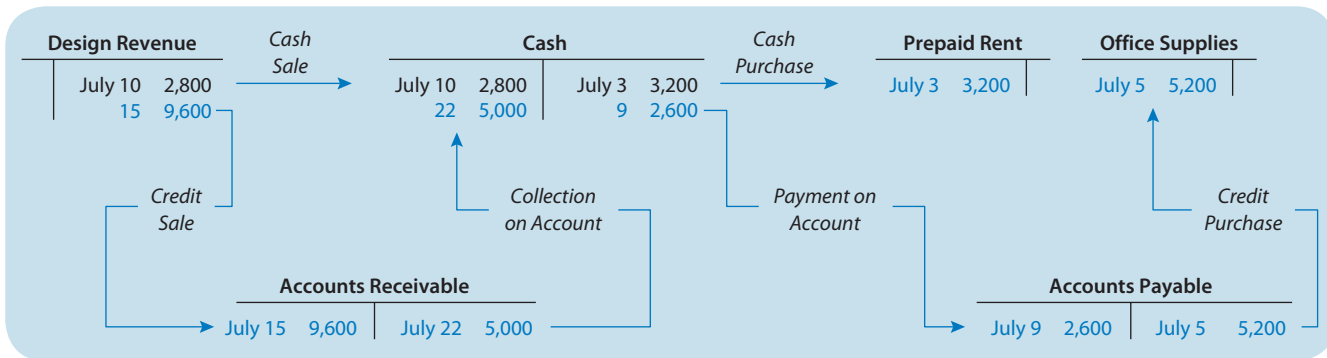 Design Revenue
July 10 2,800
15 9,600
Cash
Sale
Cash
July 10 2,800
22 5,000
July 3 3,200
9 2,600
Cash
Purchase
Prepaid Rent
July 3 3,200
Office Supplies
July 5 5,200
Credit
Sale
Collection
on Account
Payment on
Account
Credit
Purchase
Accounts Receivable
July 15 9,600
July 22 5,000
Accounts Payable
July 9 2,600
July 5 5,200